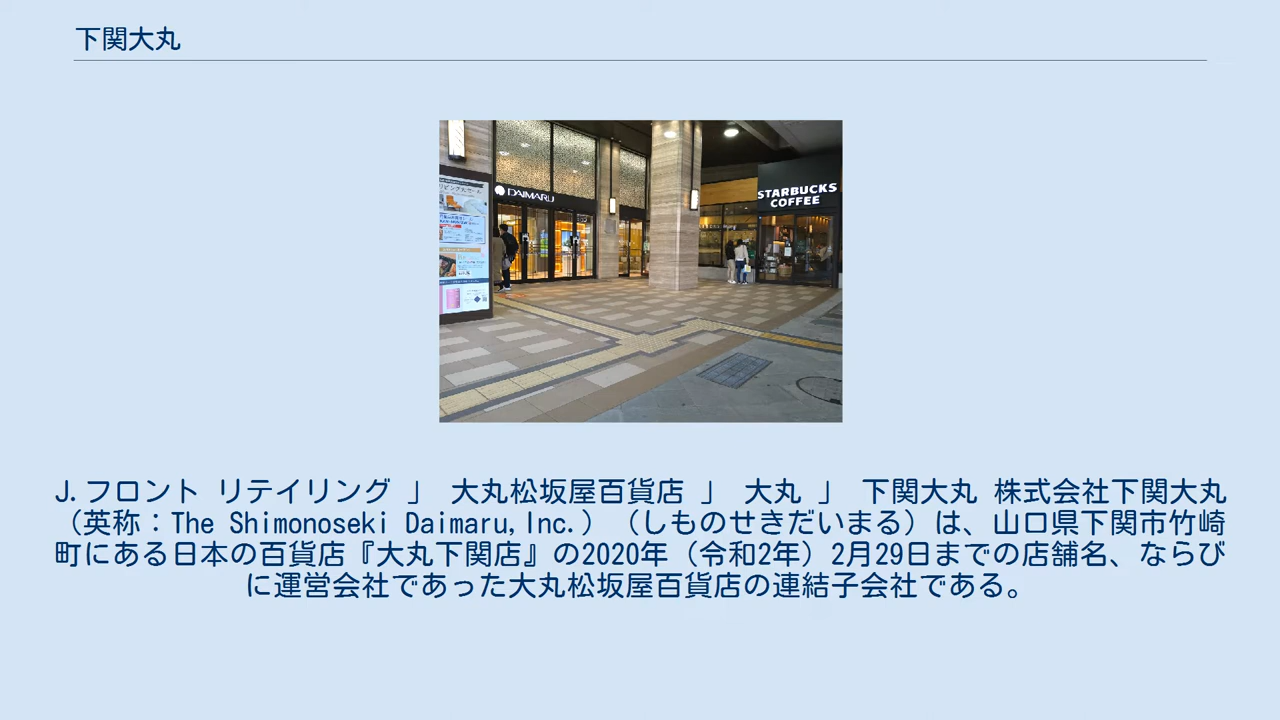 下関大丸
DAIMARU
STARBUCKS
COFFEE
J.フロント リテイリング 」 大丸松坂屋百貨店 」 大丸 」 下関大丸 株式会社下関大丸
（英称：The Shimonoseki Daimaru,Inc.）（しものせきだいまる）は、山口県下関市竹崎
町にある日本の百貨店『大丸下関店』の2020年（令和2年）2月29日までの店舗名、ならび
に運営会社であった大丸松坂屋百貨店の連結子会社である。